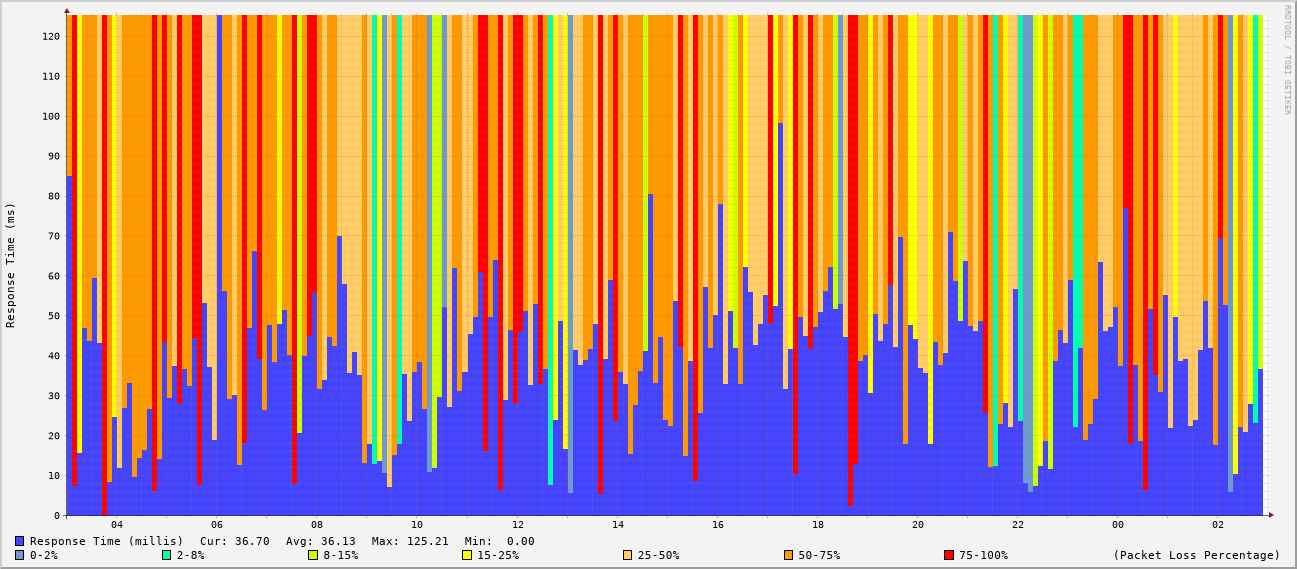 RRDTOOL / TOBI OETIKER
Response Time (ms)
120
110
100
90
80
70
60
50
40
30
20
10
0
04 06 08 10 12 14 16 18 20 22 00 02
Response Time (millis) Cur: 36.70 Avg: 36.13 Max: 125.21 Min: 0.00
0-2% 2-8% 8-15% 15-25% 25-50% 50-75% 75-100% (Packet Loss Percentage)